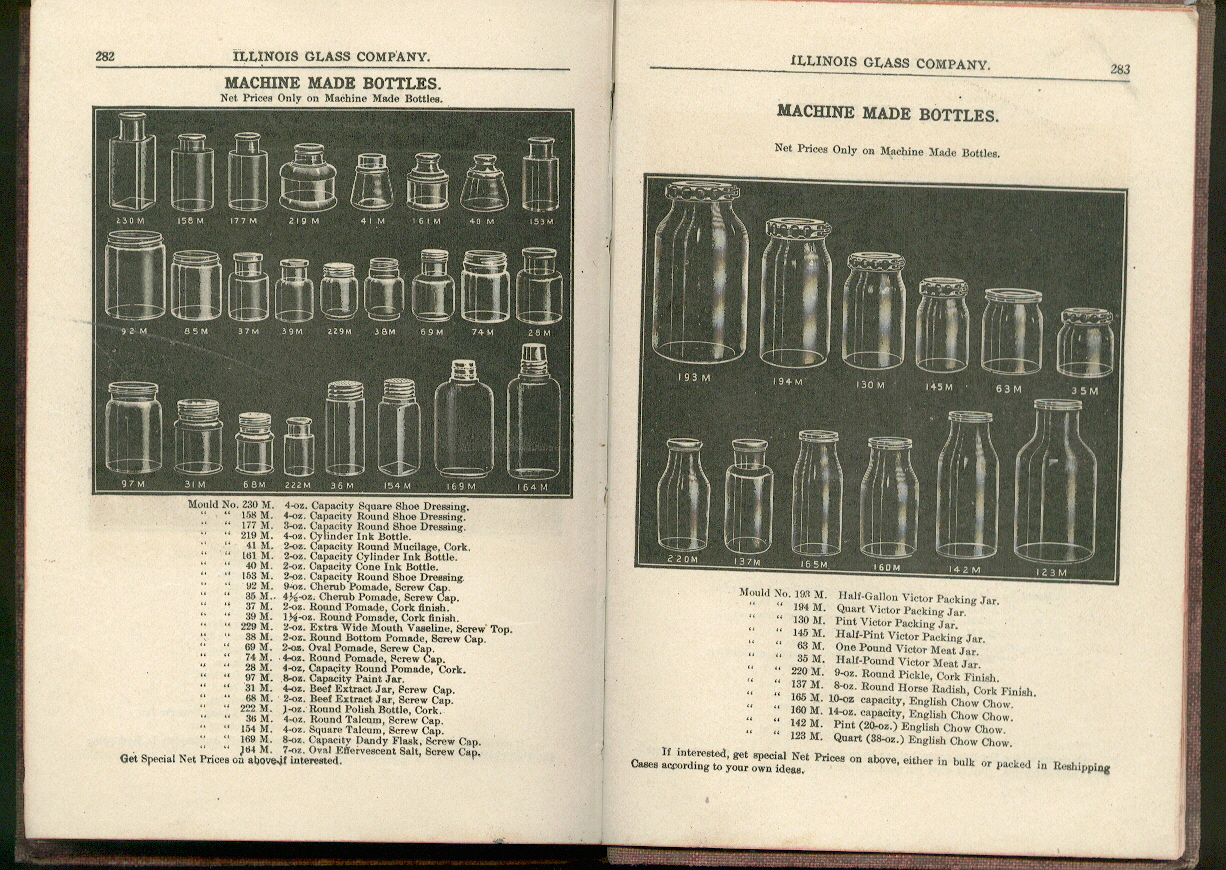 282
ILLINOIS GLASS COMPANY.
MACHINE MADE BOTTLES.
Net Prices Only on Machine Made Bottles.
230 M 158 M 177 M 219 M 41 M 161 M 40 M 153 M
92 M 85 M 37 M 39 M 229 M 38 M 69 M 74 M 28 M
97 M 31 M 68 M 222 M 36 M 154 M 169 M 164 M
Mould No. 230 M. 4-oz. Capacity Square Shoe Dressing.
" " 158 M. 4-oz. Capacity Round Shoe Dressing.
" " 177 M. 3-oz. Capacity Round Shoe Dressing.
" " 219 M. 4-oz. Cylinder Ink Bottle.
" " 41 M. 2-oz. Capacity Round Mucilage, Cork.
" " 161 M. 2-oz. Capacity Cylinder Ink Bottle.
" " 40 M. 2-oz. Capacity Cone Ink Bottle.
" " 153 M. 2-oz. Capacity Round Shoe Dressing.
" " 92 M. 9-oz. Cherub Pomade, Screw Cap.
" " 35 M. 4½-oz. Cherub Pomade, Screw Cap.
" " 37 M. 2-oz. Round Pomade, Cork finish.
" " 39 M. 1½-oz. Round Pomade, Cork finish.
" " 229 M. 2-oz. Extra Wide Mouth Vaseline, Screw Top.
" " 38 M. 2-oz. Round Bottom Pomade, Screw Cap.
" " 69 M. 2-oz. Oval Pomade, Screw Cap.
" " 74 M. 4-oz. Round Pomade, Screw Cap.
" " 28 M. 4-oz. Capacity Round Pomade, Cork.
" " 97 M. 8-oz. Capacity Paint Jar.
" " 31 M. 4-oz. Beef Extract Jar, Screw Cap.
" " 68 M. 2-oz. Beef Extract Jar, Screw Cap.
" " 222 M. 1-oz. Round Polish Bottle, Cork.
" " 36 M. 4-oz. Round Talcum, Screw Cap.
" " 154 M. 4-oz. Square Talcum, Screw Cap.
" " 169 M. 8-oz. Capacity Dandy Flask, Screw Cap.
" " 164 M. 7-oz. Oval Effervescent Salt, Screw Cap.
Get Special Net Prices on above if interested.
ILLINOIS GLASS COMPANY.
283
MACHINE MADE BOTTLES.
Net Prices Only on Machine Made Bottles.
193 M 194 M 130 M 145 M 63 M 35 M
220 M 137 M 165 M 160 M 142 M 123 M
Mould No. 193 M. Half-Gallon Victor Packing Jar.
" " 194 M. Quart Victor Packing Jar.
" " 130 M. Pint Victor Packing Jar.
" " 145 M. Half-Pint Victor Packing Jar.
" " 63 M. One Pound Victor Meat Jar.
" " 35 M. Half-Pound Victor Meat Jar.
" " 220 M. 9-oz. Round Pickle, Cork Finish.
" " 137 M. 8-oz. Round Horse Radish, Cork Finish.
" " 165 M. 10-oz capacity, English Chow Chow.
" " 160 M. 14-oz. capacity, English Chow Chow.
" " 142 M. Pint (20-oz.) English Chow Chow.
" " 123 M. Quart (38-oz.) English Chow Chow.
If interested, get special Net Prices on above, either in bulk or packed in Reshipping
Cases according to your own ideas.